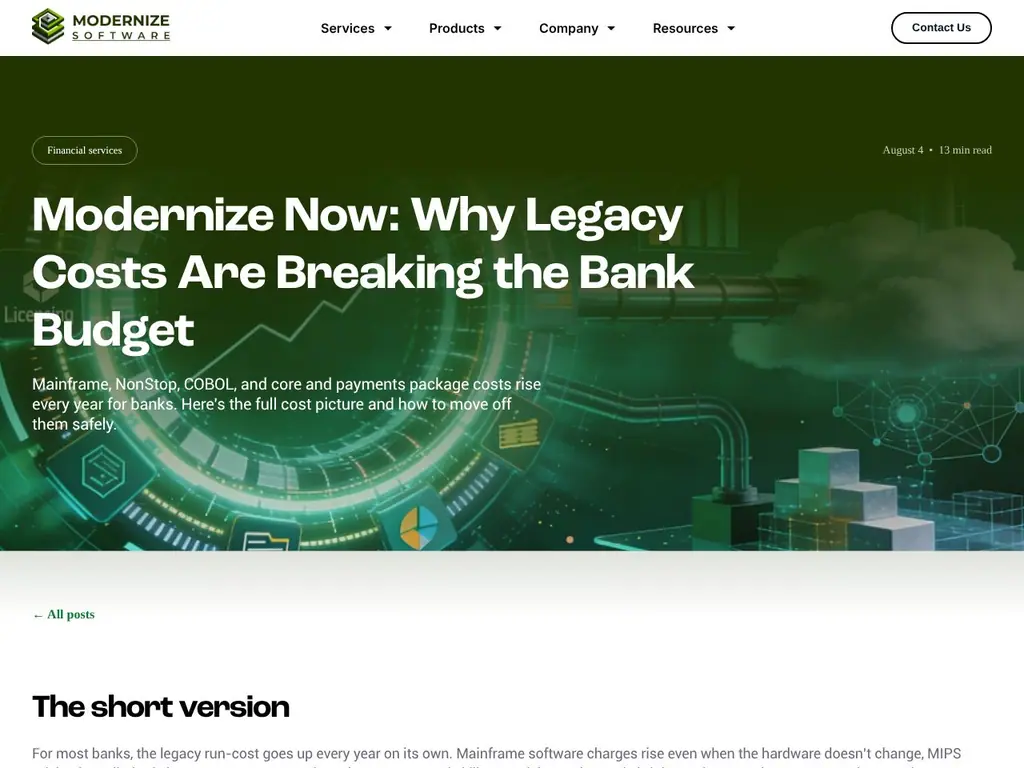 MODERNIZE
SOFTWARE
Services
Products
Company
Resources
Contact Us
Financial services
August 4 • 13 min read
Modernize Now: Why Legacy
Costs Are Breaking the Bank
Budget
Licensing
Mainframe, NonStop, COBOL, and core and payments package costs rise
every year for banks. Here's the full cost picture and how to move off
them safely.
← All posts
The short version
For most banks, the legacy run-cost goes up every year on its own. Mainframe software charges rise even when the hardware doesn't change, MIPS